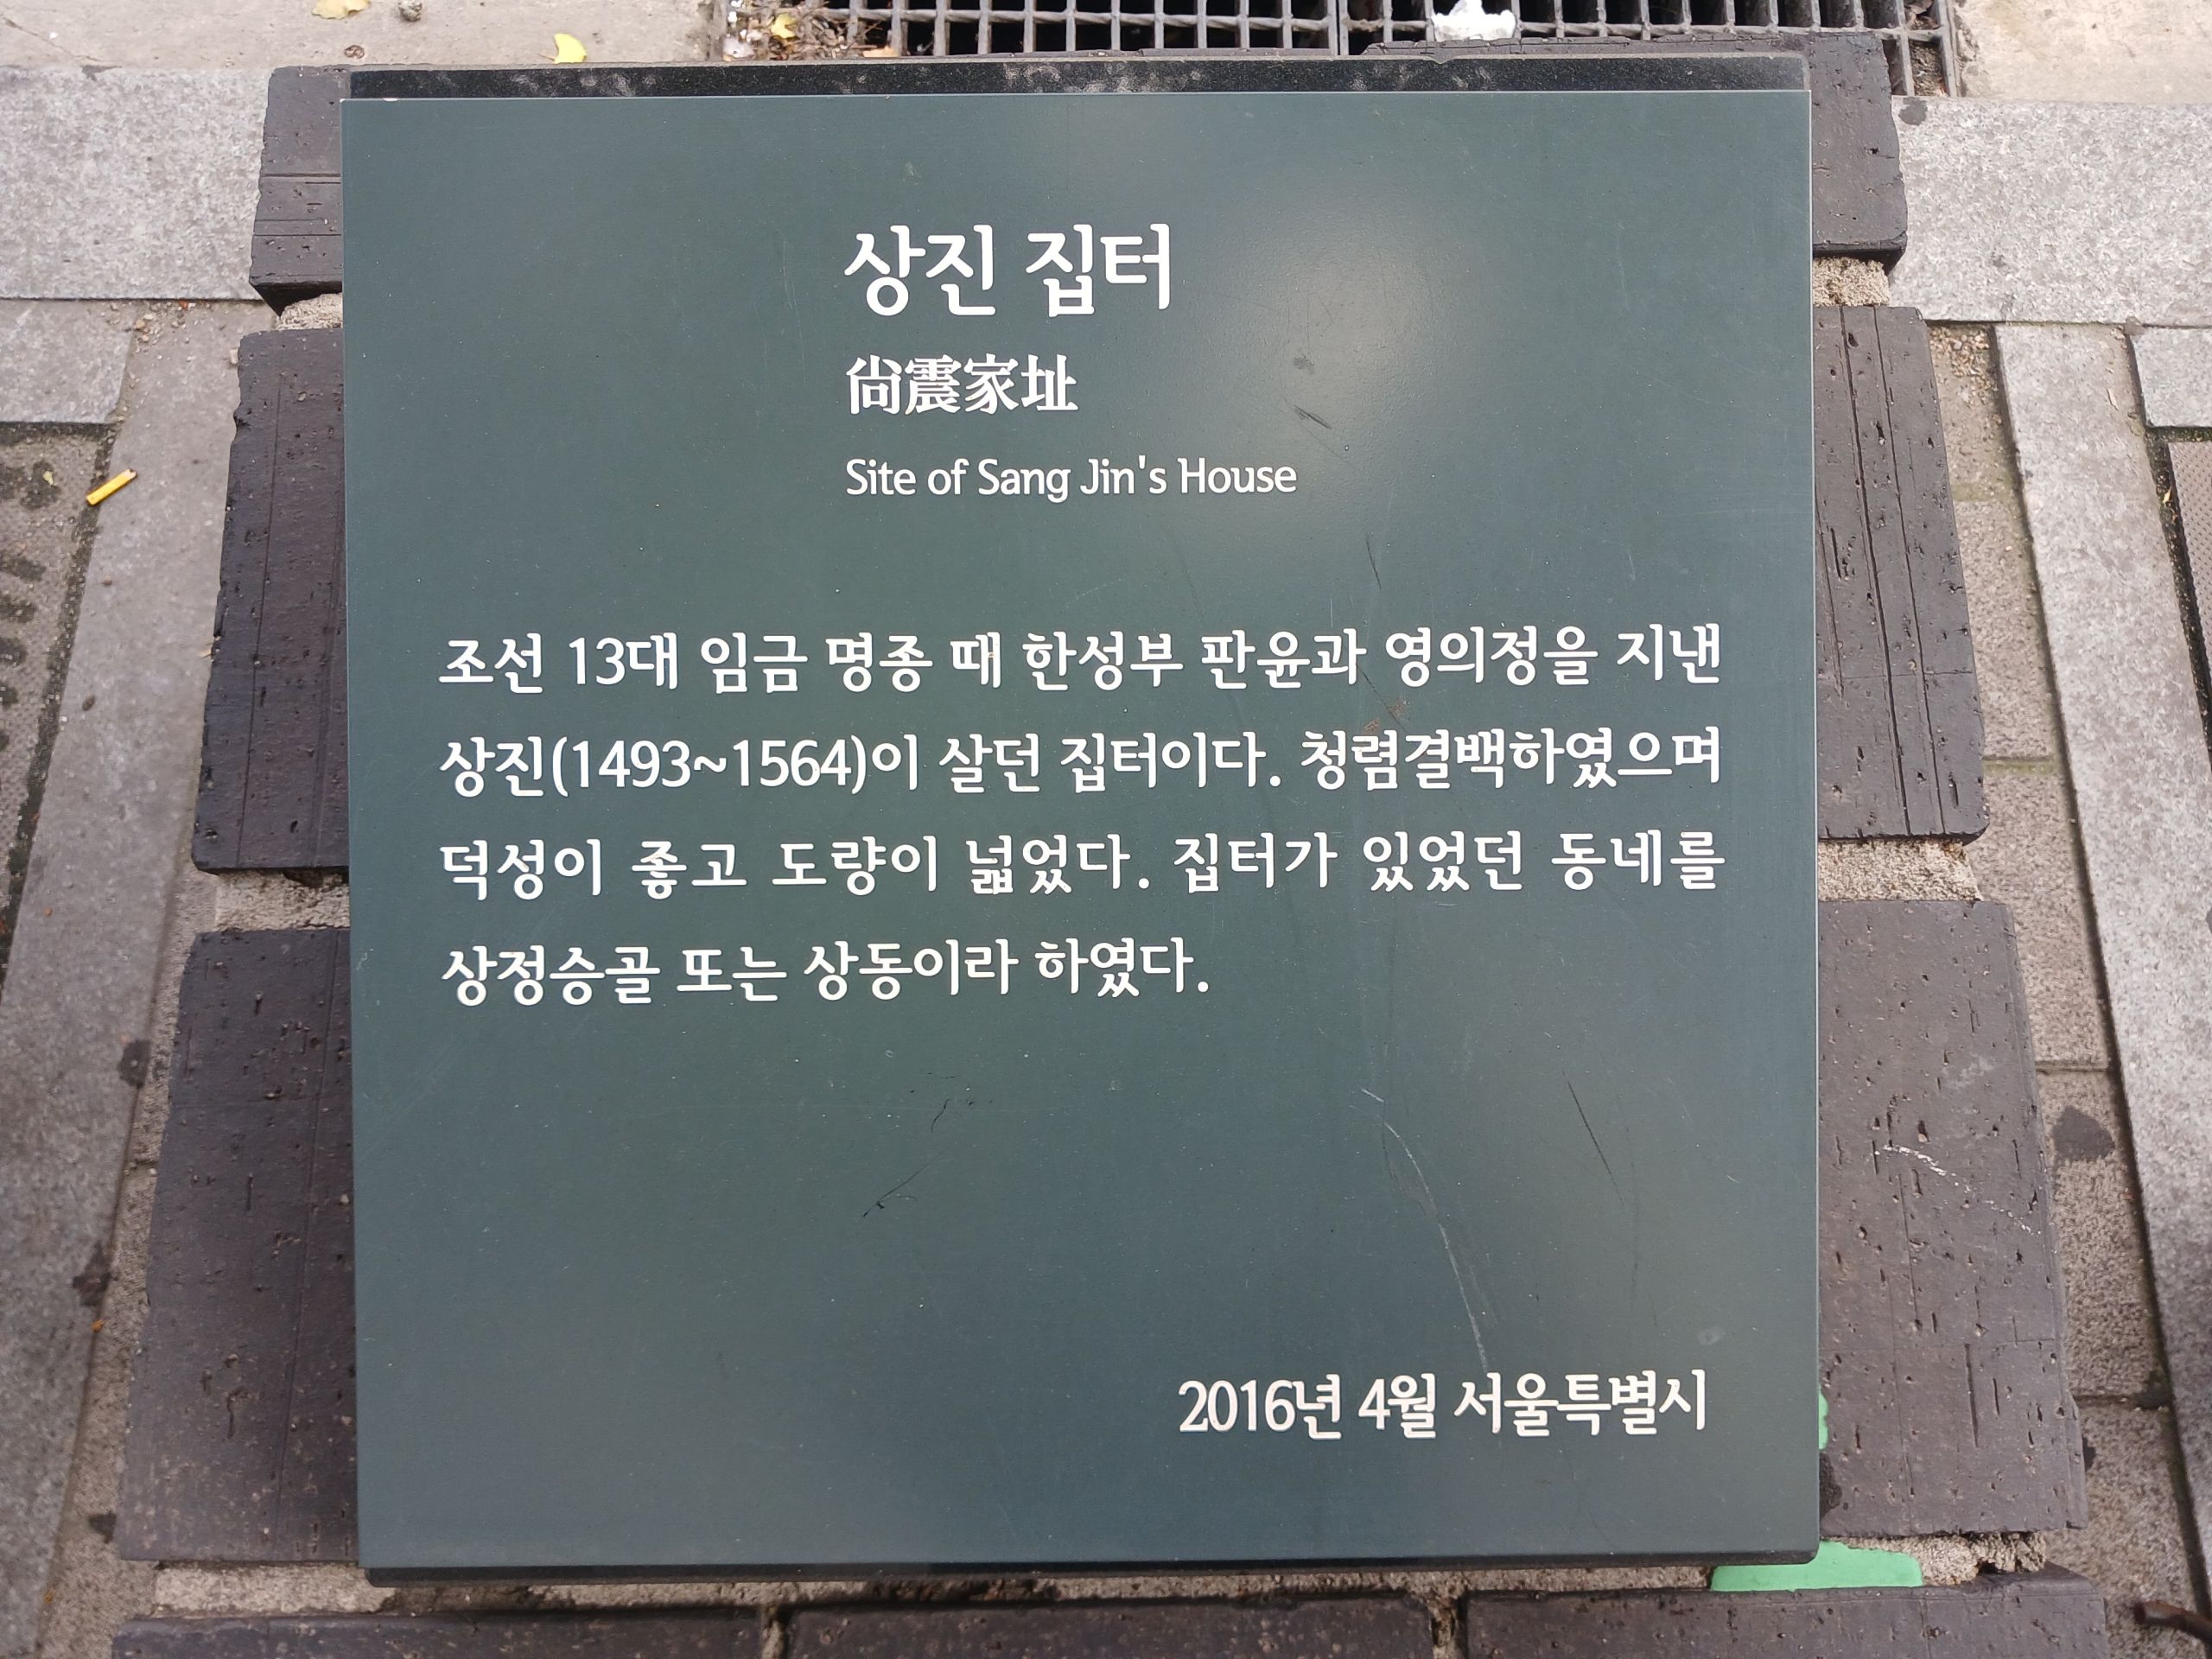 상진 집터
尙震家址
Site of Sang Jin's House
조선 13대 임금 명종 때 한성부 판윤과 영의정을 지낸
상진(1493~1564)이 살던 집터이다. 청렴결백하였으며
덕성이 좋고 도량이 넓었다. 집터가 있었던 동네를
상정승골 또는 상동이라 하였다.
2016년 4월 서울특별시